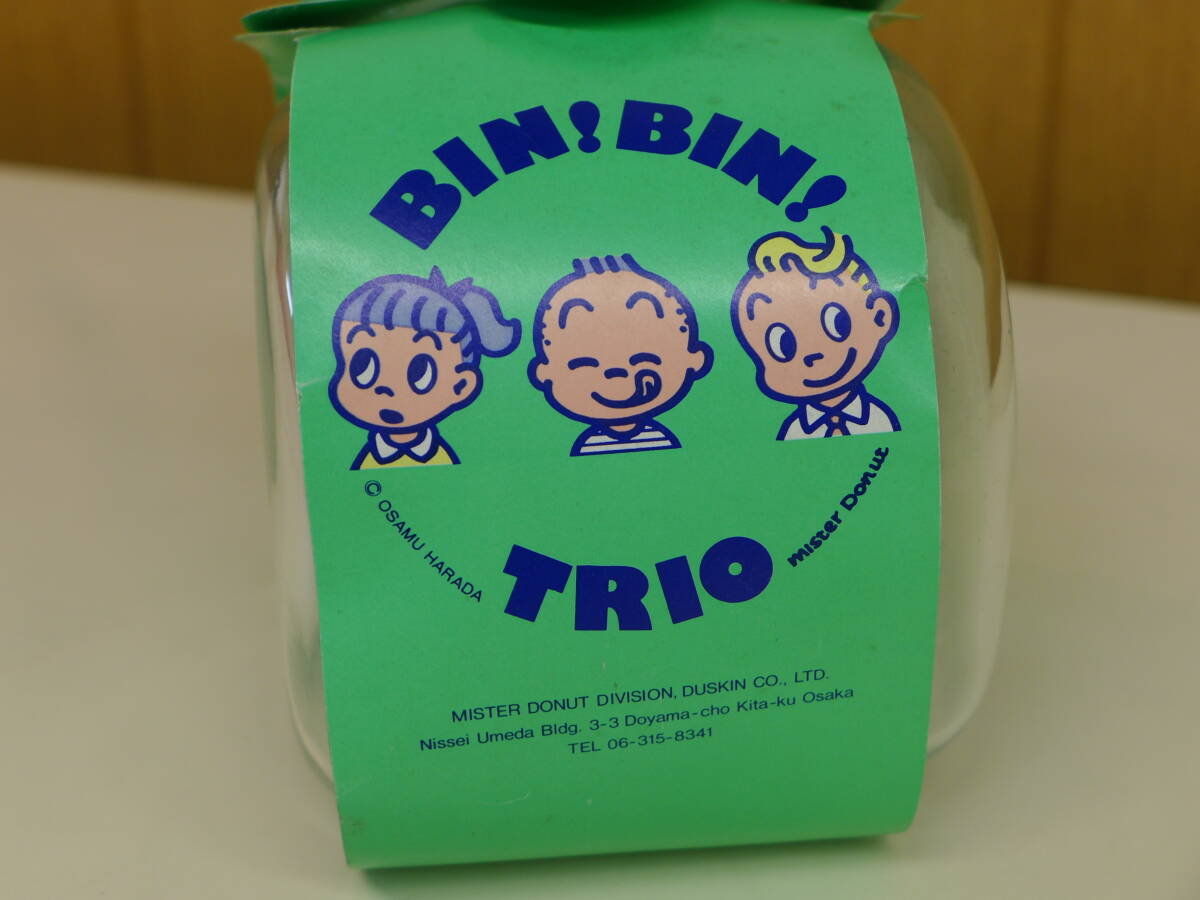 BIN! BIN!
© OSAMU HARADA
mister Donut
TRIO
MISTER DONUT DIVISION, DUSKIN CO., LTD.
Nissei Umeda Bldg. 3-3 Doyama-cho Kita-ku Osaka
TEL 06-315-8341